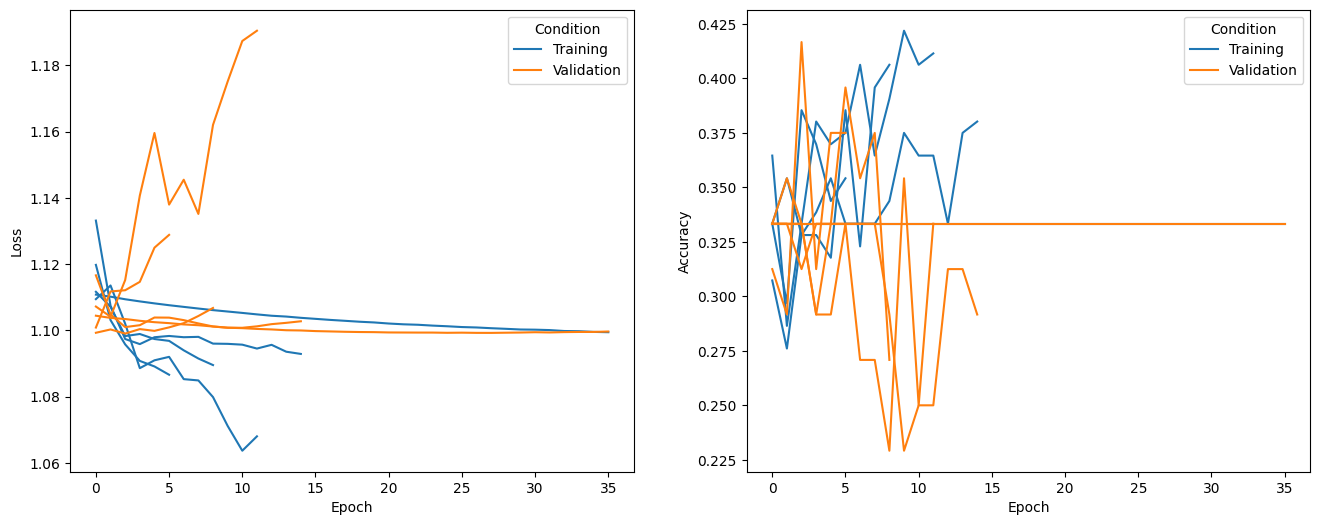 Condition
Training
Validation
1.18
1.16
1.14
1.12
1.10
1.08
1.06
Loss
0 5 10 15 20 25 30 35
Epoch
Condition
Training
Validation
0.425
0.400
0.375
0.350
0.325
0.300
0.275
0.250
0.225
Accuracy
0 5 10 15 20 25 30 35
Epoch